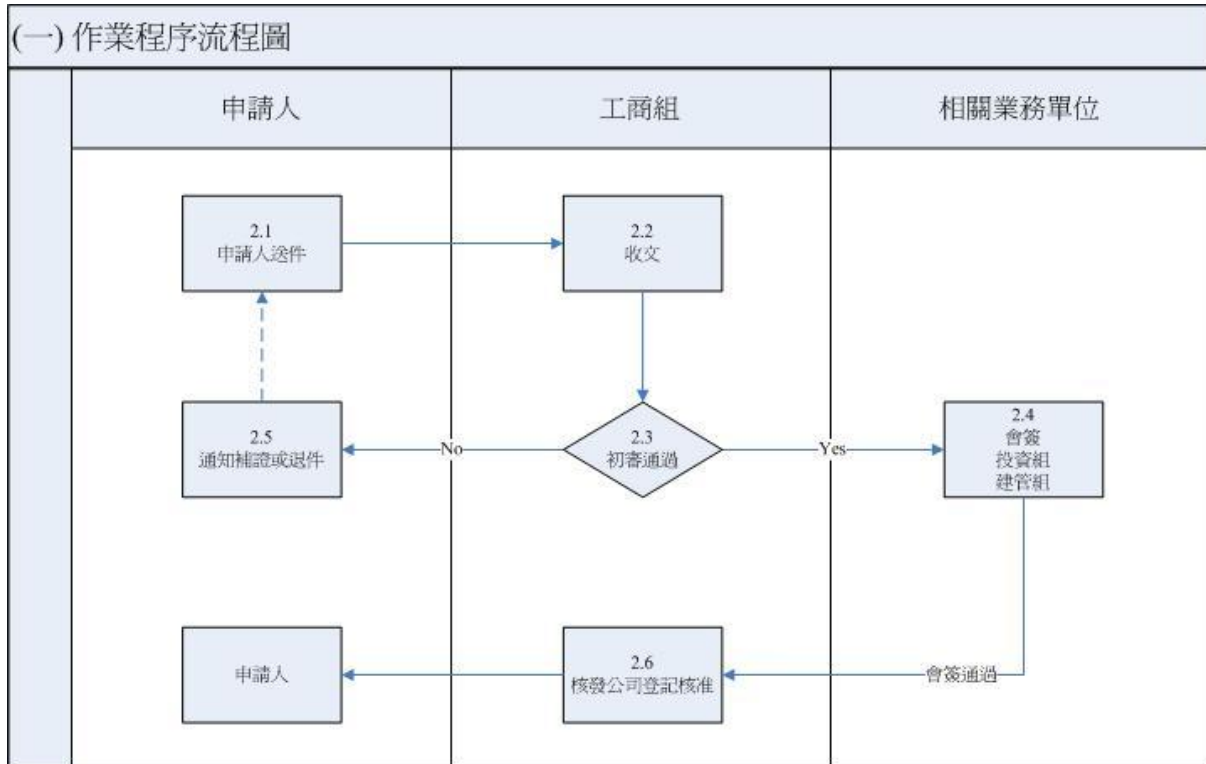 (一) 作業程序流程圖
申請人
工商組
相關業務單位
2.1
申請人送件
2.2
收文
2.5
通知補證或退件
No
2.3
初審通過
Yes
2.4
會簽
投資組
建管組
申請人
2.6
核發公司登記核准
會簽通過